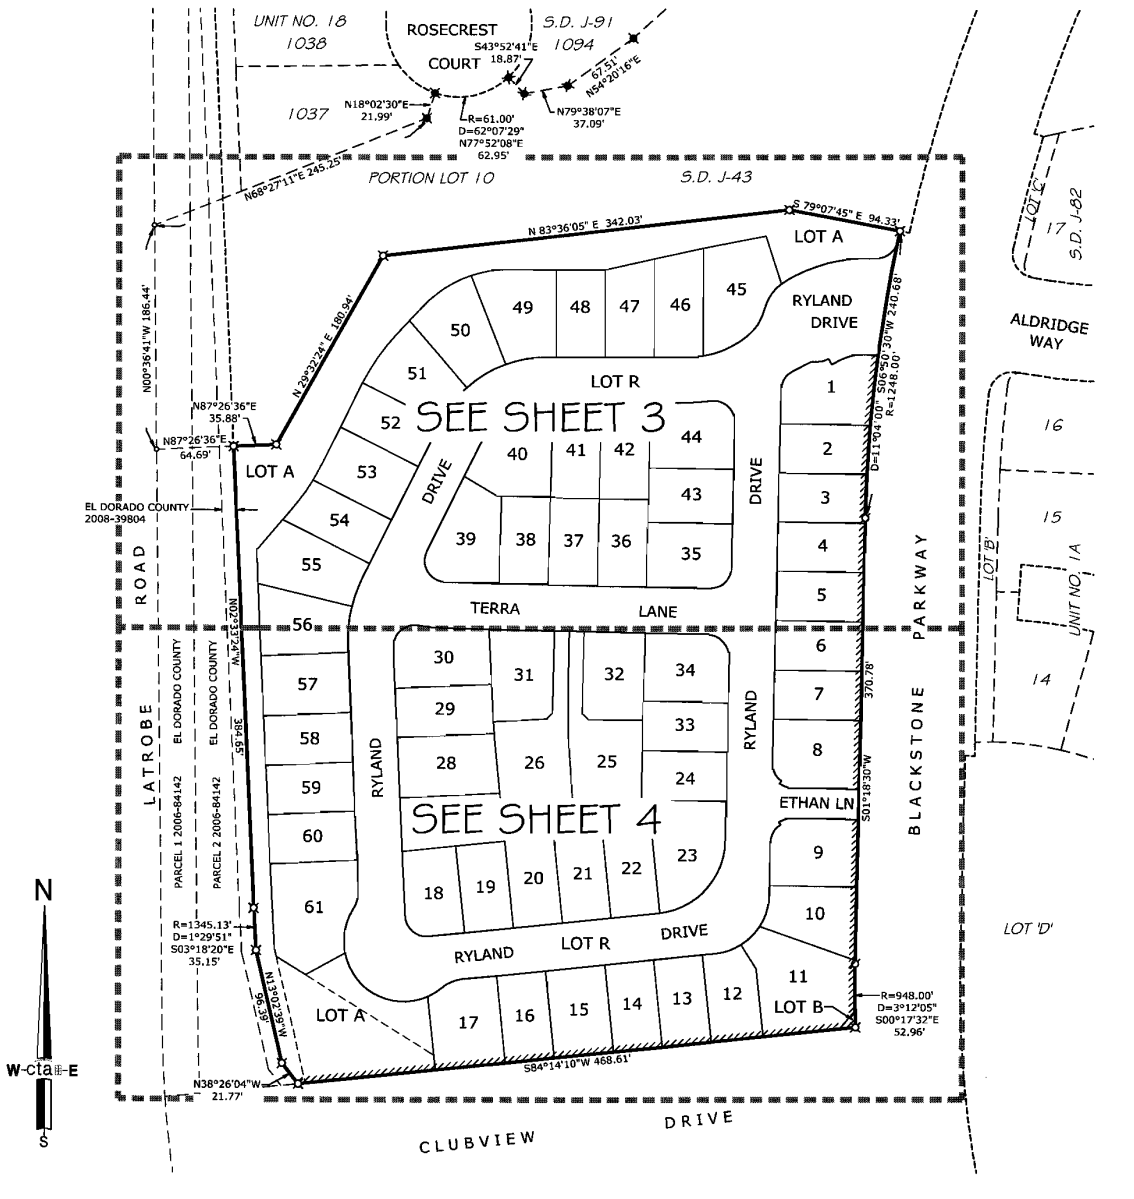 UNIT NO. 18
1038
ROSECREST
COURT
S.D. J-91
1094
S43°52'41"E
18.87'
67.51'
N54°20'16"E
N79°38'07"E
37.09'
1037
N18°02'30"E
21.99'
R=61.00'
D=62°07'29"
N77°52'08"E
62.95'
N68°27'11"E 245.25'
PORTION LOT 10
S.D. J-43
LOT 'C'
17
S.D. J-82
N 83°36'05" E 342.03'
S 79°07'45" E 94.33'
LOT A
N00°36'41"W 186.44'
N 29°32'24" E 180.94'
49
48
47
46
45
50
RYLAND
DRIVE
D=11°04'00" S06°50'30"W 240.68'
R=1248.00'
ALDRIDGE
WAY
51
LOT R
1
N87°26'36"E
35.88'
SEE SHEET 3
52
16
N87°26'36"E
64.69'
LOT A
53
DRIVE
40
41
42
44
DRIVE
2
43
3
EL DORADO COUNTY
2008-39804
54
15
39
38
37
36
35
4
ROAD
55
LOT 'B'
PARKWAY
5
UNIT NO. 1A
TERRA
LANE
N02°33'24"W
56
30
31
32
34
6
57
29
33
7
370.78'
14
EL DORADO COUNTY
EL DORADO COUNTY
384.65'
58
RYLAND
28
26
25
RYLAND
8
LATROBE
BLACKSTONE
59
24
S01°18'30"W
ETHAN LN
PARCEL 1 2006-84142
PARCEL 2 2006-84142
60
SEE SHEET 4
9
23
22
21
20
19
18
61
10
R=1345.13'
D=1°29'51"
S03°18'20"E
35.15'
RYLAND
LOT R
DRIVE
LOT 'D'
N
11
12
13
14
15
16
17
N13°02'39"W
96.39'
LOT A
LOT B
R=948.00'
D=3°12'05"
S00°17'32"E
52.96'
S84°14'10"W 468.61'
W-cta-E
N38°26'04"W
21.77'
S
CLUBVIEW
DRIVE